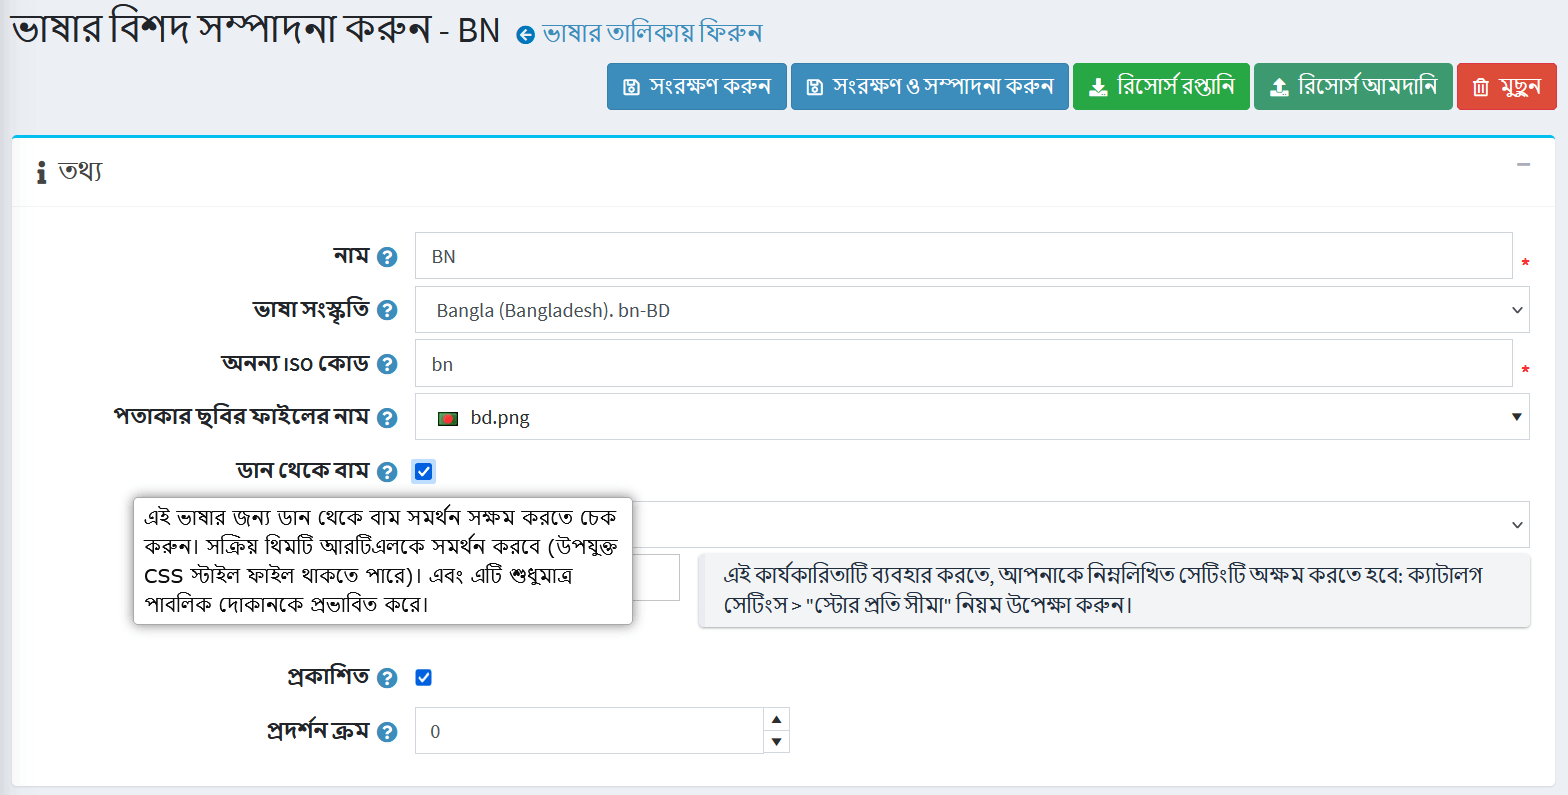 ভাষার বিশদ সম্পাদনা করুন - BN ভাষার তালিকায় ফিরুন
সংরক্ষণ করুন সংরক্ষণ ও সম্পাদনা করুন রিসোর্স রপ্তানি রিসোর্স আমদানি মুছুন
তথ্য
নাম BN *
ভাষা সংস্কৃতি Bangla (Bangladesh). bn-BD
অনন্য ISO কোড bn *
পতাকার ছবির ফাইলের নাম bd.png
ডান থেকে বাম
এই ভাষার জন্য ডান থেকে বাম সমর্থন সক্ষম করতে চেক
করুন। সক্রিয় থিমটি আরটিএলকে সমর্থন করবে (উপযুক্ত
CSS স্টাইল ফাইল থাকতে পারে)। এবং এটি শুধুমাত্র
পাবলিক দোকানকে প্রভাবিত করে।
এই কার্যকারিতাটি ব্যবহার করতে, আপনাকে নিম্নলিখিত সেটিংটি অক্ষম করতে হবে: ক্যাটালগ
সেটিংস > "স্টোর প্রতি সীমা" নিয়ম উপেক্ষা করুন।
প্রকাশিত
প্রদর্শন ক্রম 0